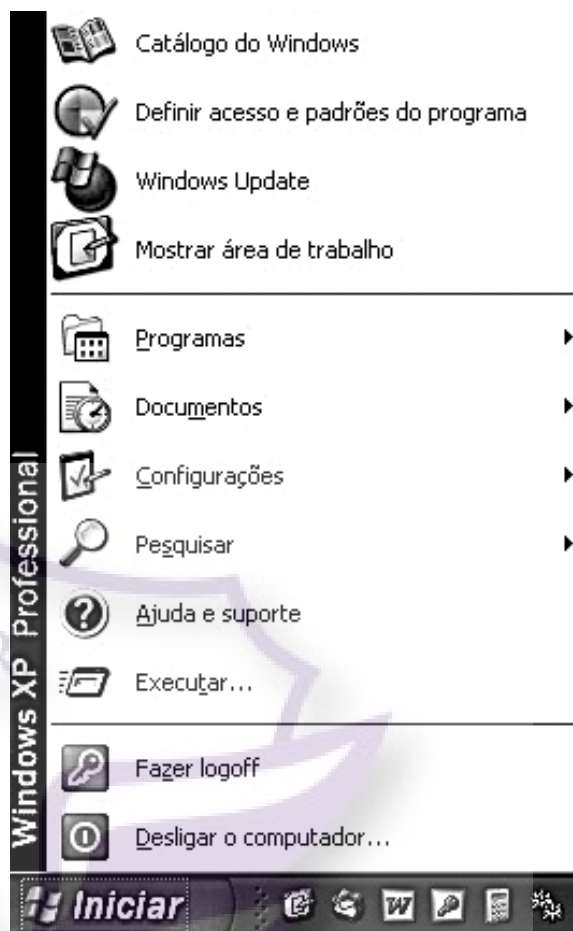 Catálogo do Windows
Definir acesso e padrões do programa
Windows Update
Mostrar área de trabalho
Programas
Documentos
Configurações
Pesquisar
Ajuda e suporte
Executar...
Fazer logoff
Desligar o computador...
Windows XP Professional
Iniciar
W